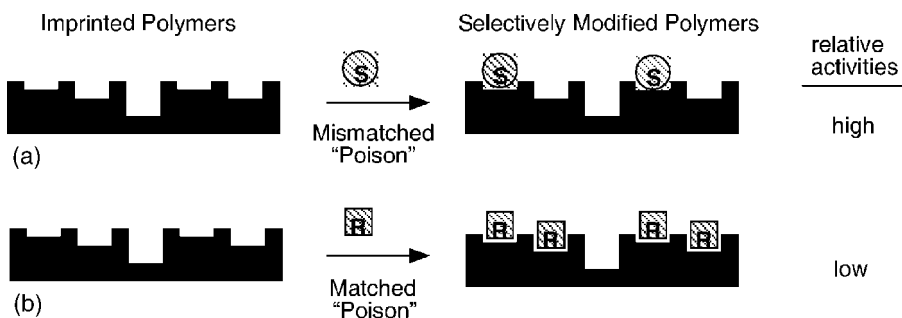 Imprinted Polymers
Selectively Modified Polymers
relative
activities
S
S
S
Mismatched
"Poison"
high
(a)
R
R
R
R
R
Matched
"Poison"
low
(b)